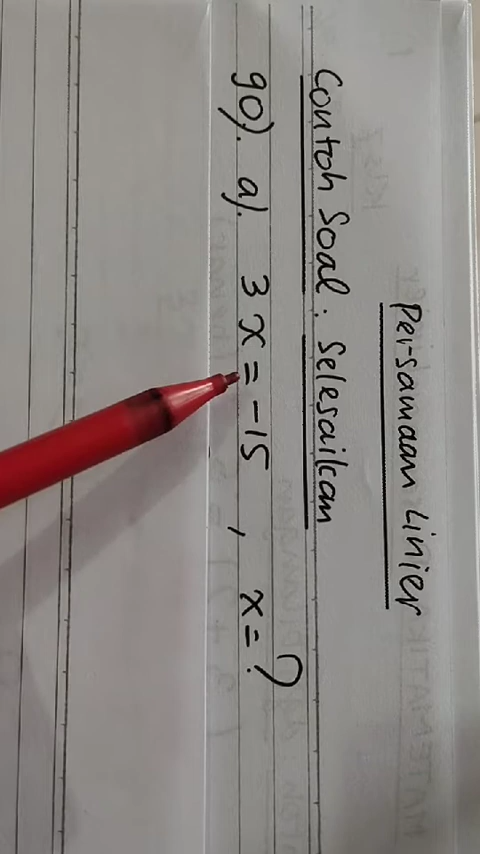 Persamaan Linier
Contoh Soal : Selesaikan
90). a). 3x = -15 , x = ?